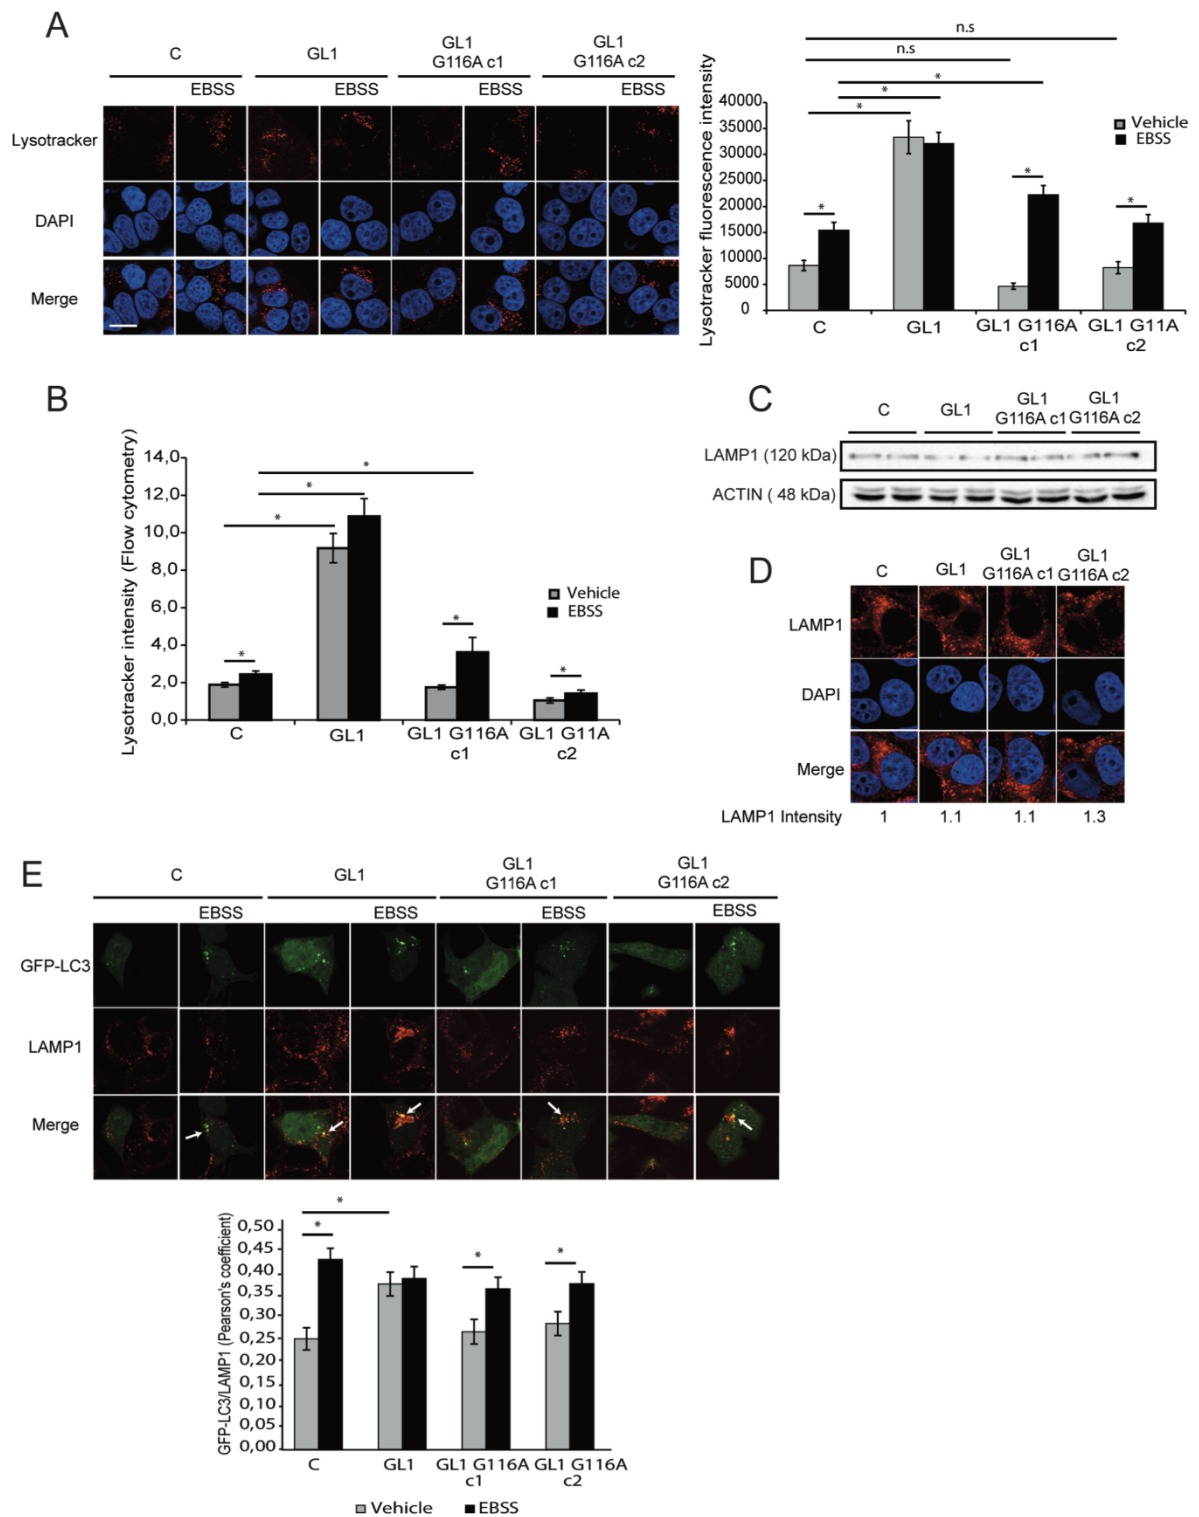 A
C
GL1
GL1
G116A c1
GL1
G116A c2
EBSS
EBSS
EBSS
EBSS
Lysotracker
DAPI
Merge
n.s
n.s
*
*
*
*
*
*
Vehicle
EBSS
Lysotracker fluorescence intensity
40000
35000
30000
25000
20000
15000
10000
5000
0
C
GL1
GL1 G116A
c1
GL1 G11A
c2
B
Lysotracker intensity (Flow cytometry)
14,0
12,0
10,0
8,0
6,0
4,0
2,0
0,0
*
*
*
*
*
*
Vehicle
EBSS
C
GL1
GL1 G116A
c1
GL1 G11A
c2
C
C
GL1
GL1
G116A c1
GL1
G116A c2
LAMP1 (120 kDa)
ACTIN ( 48 kDa)
D
C
GL1
GL1
G116A c1
GL1
G116A c2
LAMP1
DAPI
Merge
LAMP1 Intensity 1 1.1 1.1 1.3
E
C
GL1
GL1
G116A c1
GL1
G116A c2
EBSS
EBSS
EBSS
EBSS
GFP-LC3
LAMP1
Merge
GFP-LC3/LAMP1 (Pearson's coefficient)
0,50
0,45
0,40
0,35
0,30
0,25
0,20
0,15
0,10
0,05
0,00
*
*
*
*
C
GL1
GL1 G116A
c1
GL1 G116A
c2
Vehicle
EBSS